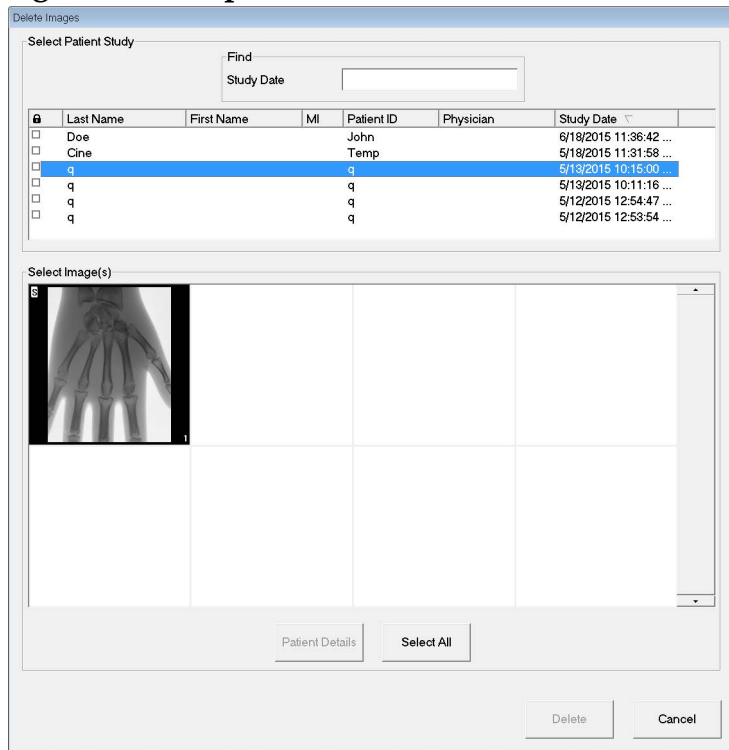 Delete Images
Select Patient Study
Find
Study Date
Last Name First Name MI Patient ID Physician Study Date
Doe John 6/18/2015 11:36:42 ...
Cine Temp 5/18/2015 11:31:58 ...
q q 5/13/2015 10:15:00 ...
q q 5/13/2015 10:11:16 ...
q q 5/12/2015 12:54:47 ...
q q 5/12/2015 12:53:54 ...
Select Image(s)
S
1
Patient Details Select All
Delete Cancel